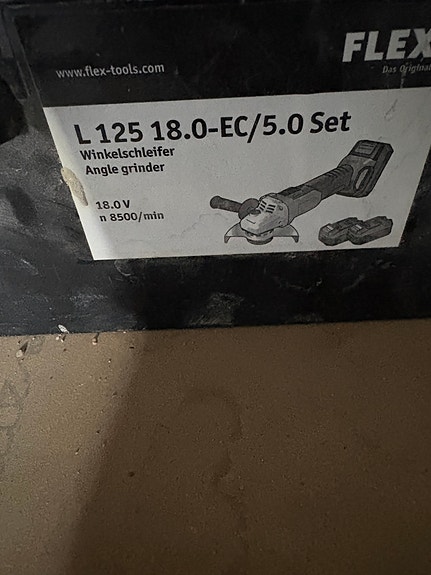 www.flex-tools.com
FLEX
Das Original
L 125 18.0-EC/5.0 Set
Winkelschleifer
Angle grinder
18.0 V
n 8500/min